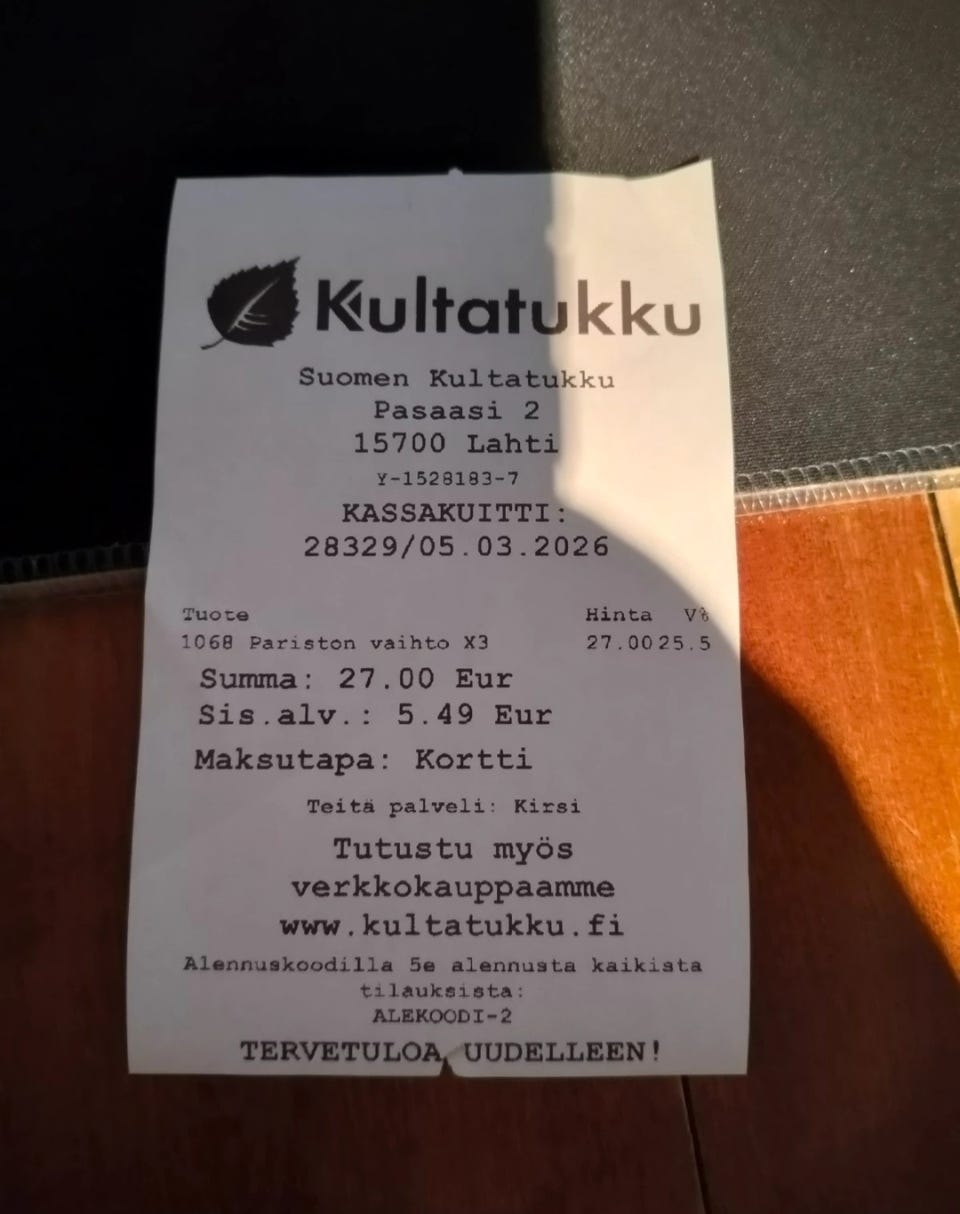 Kultatukku
Suomen Kultatukku
Pasaasi 2
15700 Lahti
Y-1528183-7
KASSAKUITTI:
28329/05.03.2026
Tuote Hinta V%
1068 Pariston vaihto X3 27.00 25.5
Summa: 27.00 Eur
Sis.alv.: 5.49 Eur
Maksutapa: Kortti
Teitä palveli: Kirsi
Tutustu myös
verkkokauppaamme
www.kultatukku.fi
Alennuskoodilla 5e alennusta kaikista
tilauksista:
ALEKOODI-2
TERVETULOA UUDELLEEN!